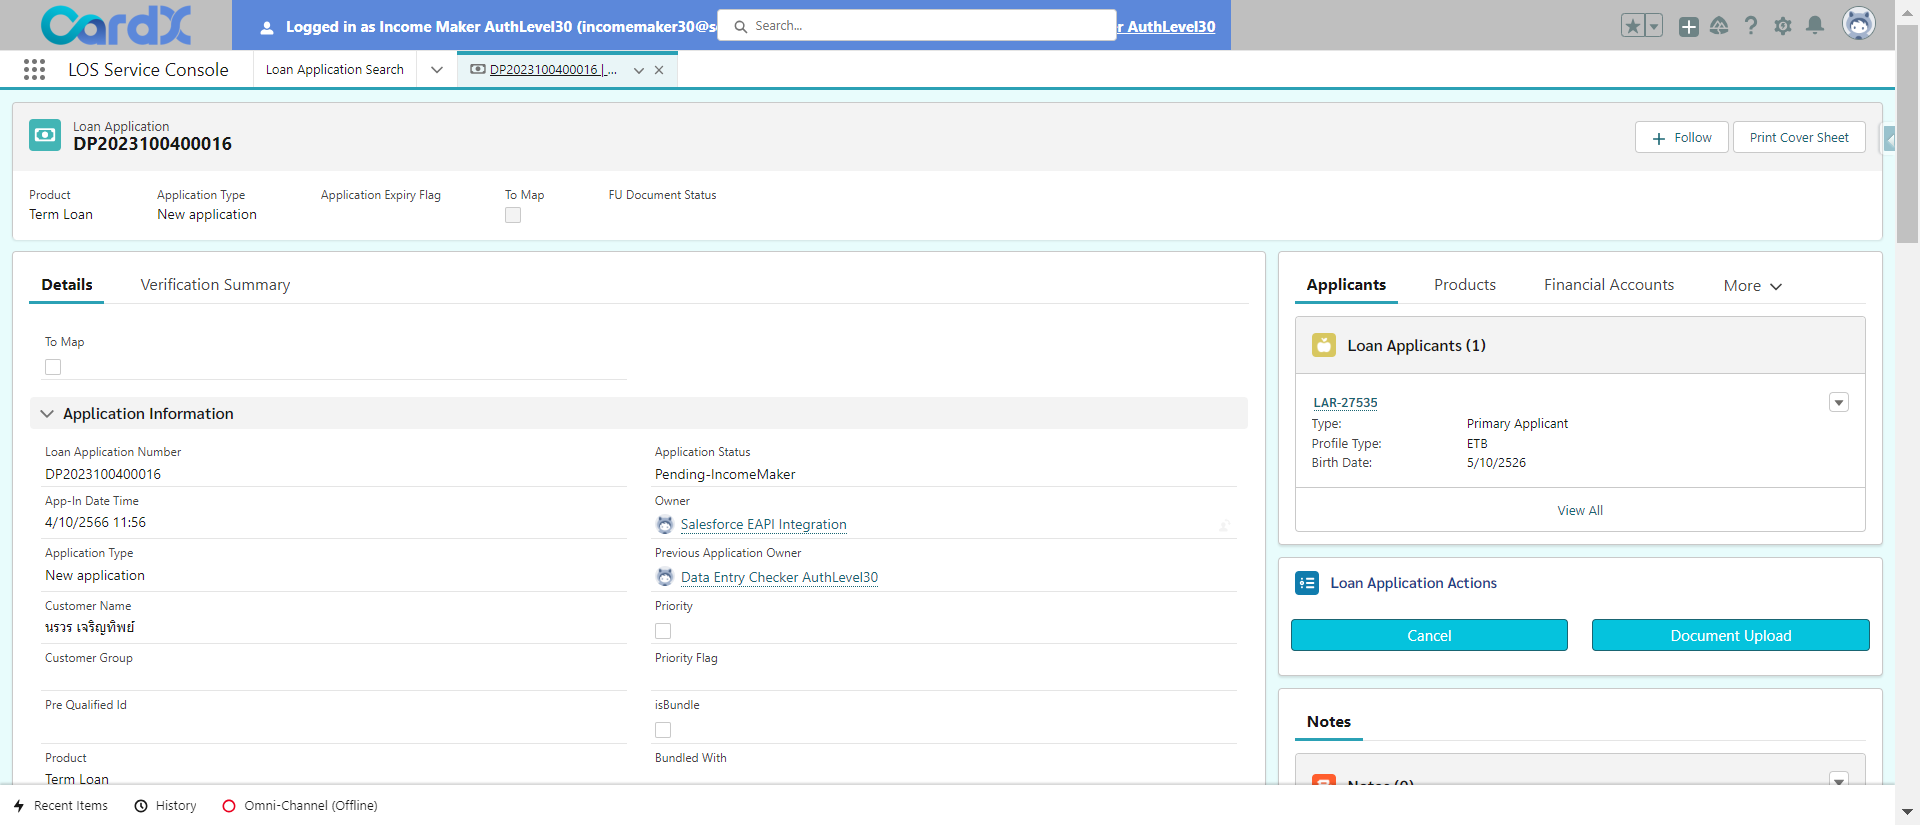 CardX
Logged in as Income Maker AuthLevel30 (incomemaker30@s
Search...
r AuthLevel30
LOS Service Console
Loan Application Search
DP2023100400016 | ...
Loan Application
DP2023100400016
Follow
Print Cover Sheet
Product
Application Type
Application Expiry Flag
To Map
FU Document Status
Term Loan
New application
Details
Verification Summary
To Map
Application Information
Loan Application Number
DP2023100400016
Application Status
Pending-IncomeMaker
App-In Date Time
4/10/2566 11:56
Owner
Salesforce EAPI Integration
Application Type
New application
Previous Application Owner
Data Entry Checker AuthLevel30
Customer Name
นรวร เจริญทิพย์
Priority
Customer Group
Priority Flag
Pre Qualified Id
isBundle
Product
Term Loan
Bundled With
Applicants
Products
Financial Accounts
More
Loan Applicants (1)
LAR-27535
Type: Primary Applicant
Profile Type: ETB
Birth Date: 5/10/2526
View All
Loan Application Actions
Cancel
Document Upload
Notes
Notes (0)
Recent Items
History
Omni-Channel (Offline)